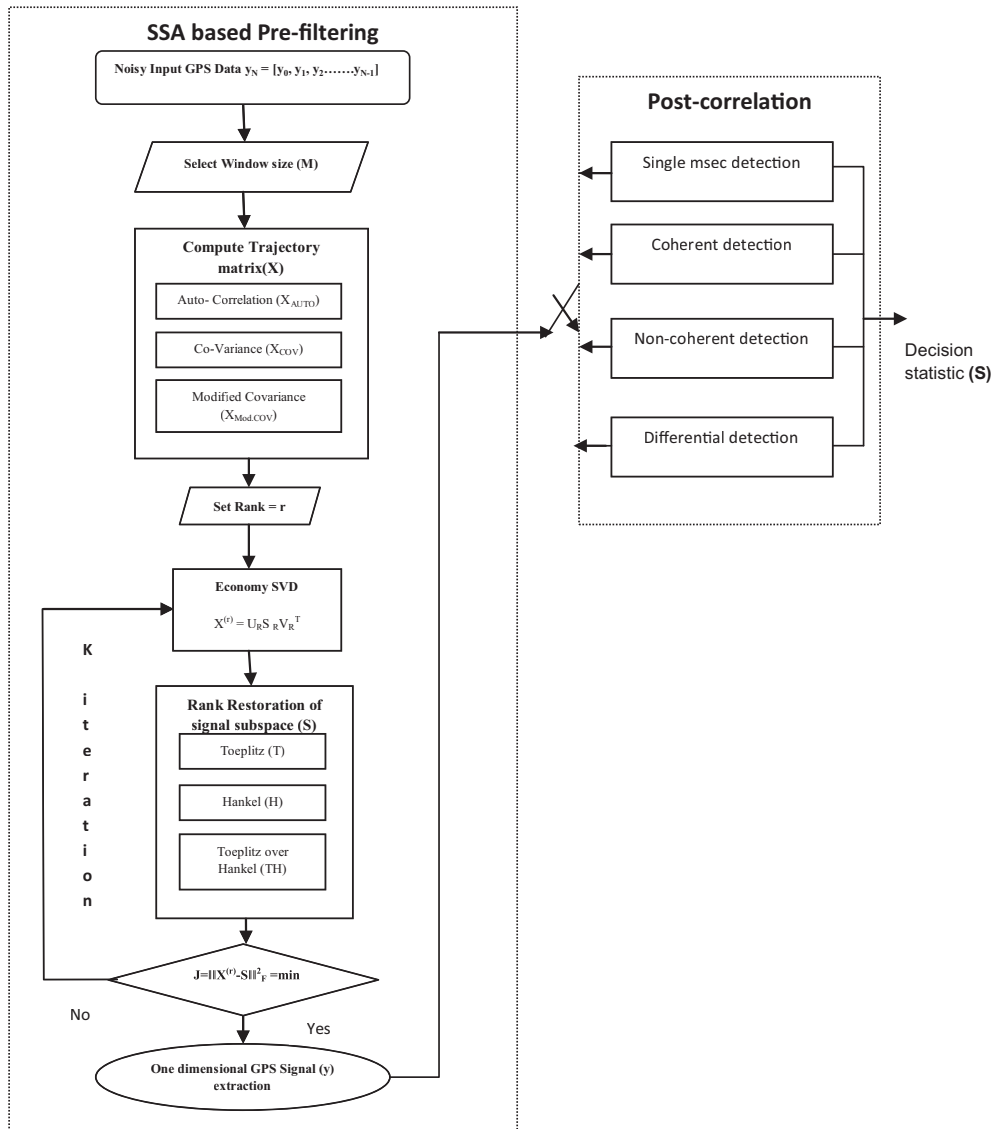 SSA based Pre-filtering
Noisy Input GPS Data y_N = [y_0, y_1, y_2.......y_N-1]
Select Window size (M)
Compute Trajectory
matrix(X)
Auto- Correlation (X_AUTO)
Co-Variance (X_COV)
Modified Covariance
(X_Mod.COV)
Set Rank = r
Economy SVD
X^(r) = U_R S_R V_R^T
K
i
t
e
r
a
t
i
o
n
Rank Restoration of
signal subspace (S)
Toeplitz (T)
Hankel (H)
Toeplitz over
Hankel (TH)
J=||X^(r)-S||^2_F =min
No
Yes
One dimensional GPS Signal (y)
extraction
Post-correlation
Single msec detection
Coherent detection
Non-coherent detection
Differential detection
Decision
statistic (S)